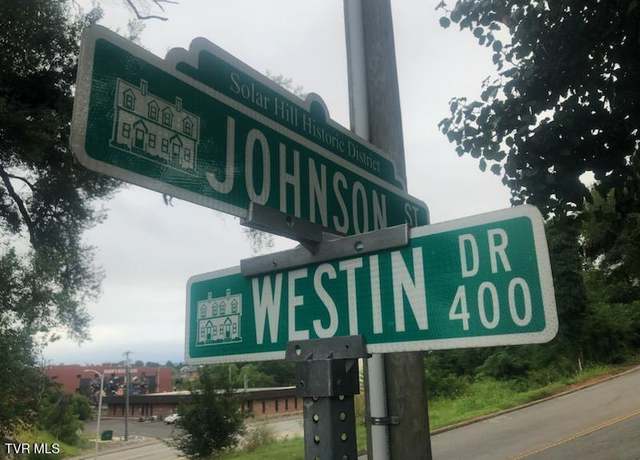 Solar Hill Historic District
JOHNSON ST
WESTIN DR
400
TVR MLS